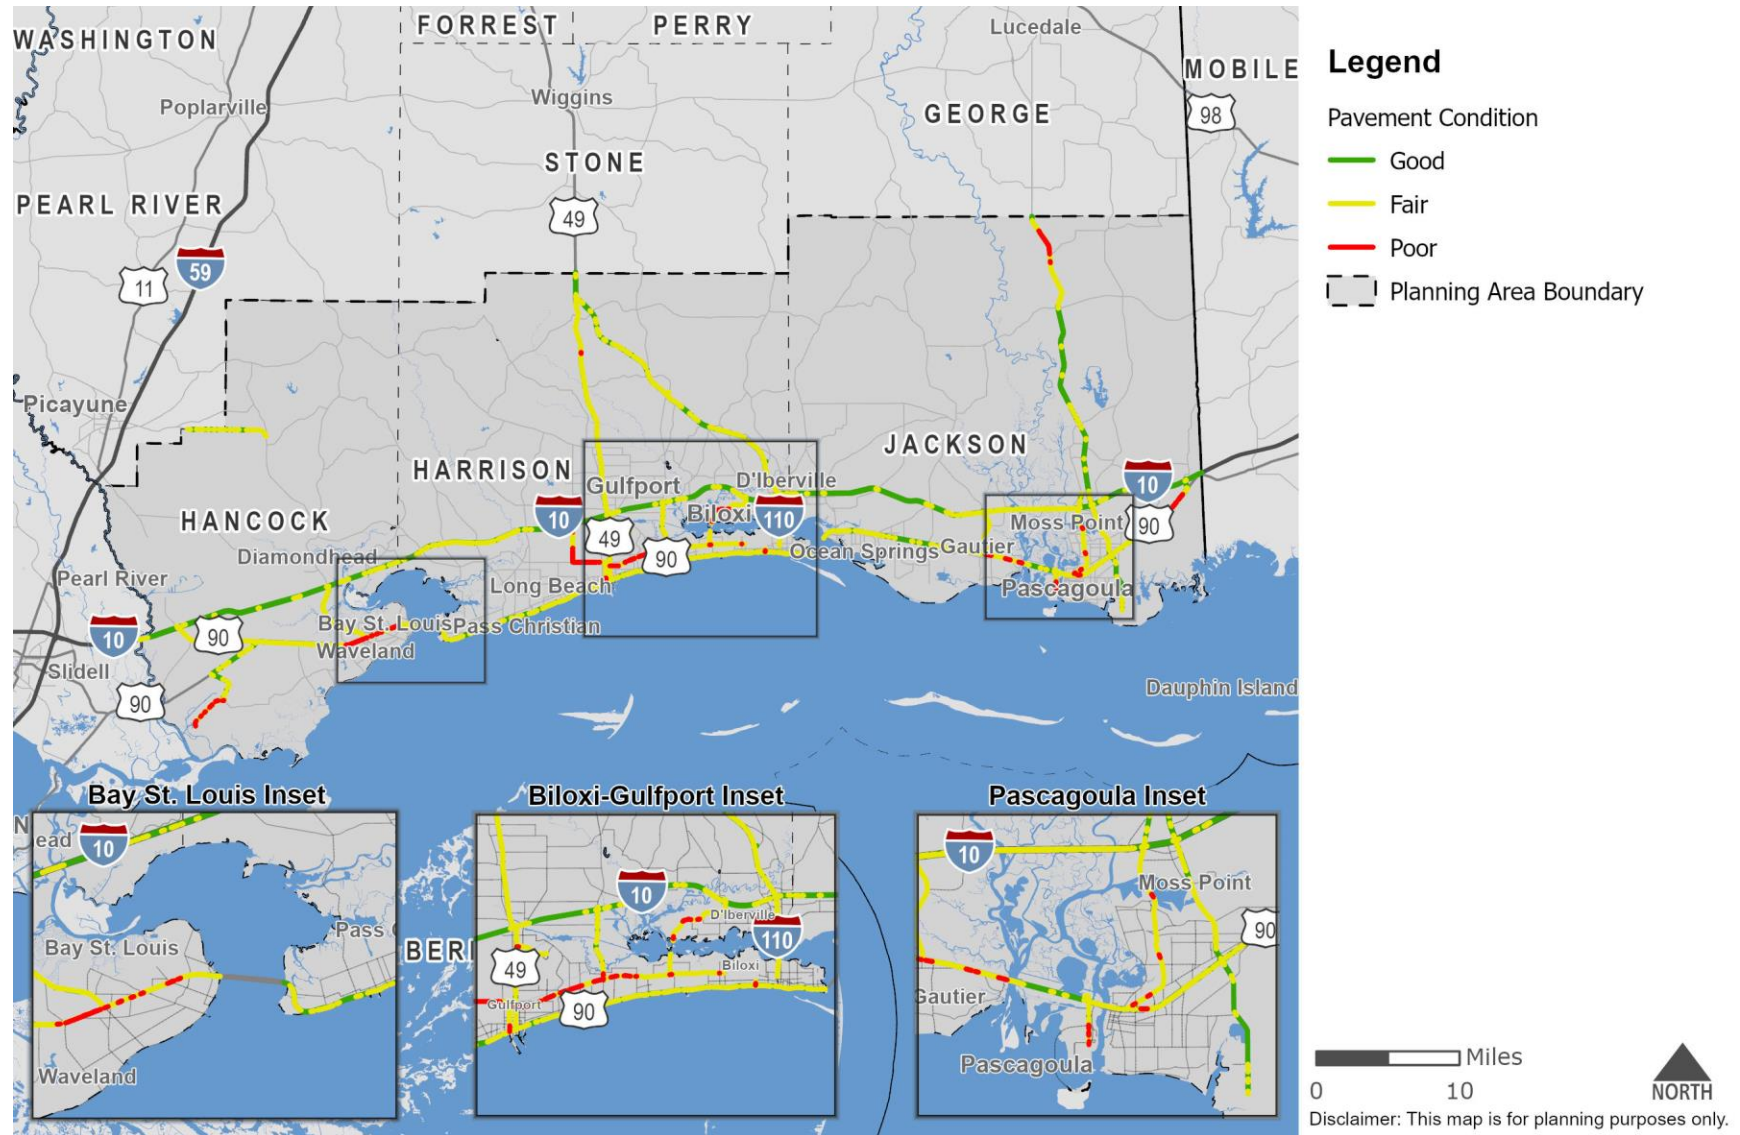 WASHINGTON
FORREST
PERRY
Lucedale
MOBILE
Poplarville
Wiggins
GEORGE
98
STONE
PEARL RIVER
49
59
11
Picayune
JACKSON
HARRISON
Gulfport
D'Iberville
10
HANCOCK
10
Biloxi
110
Moss Point
90
49
90
Ocean Springs
Gautier
Diamondhead
Pearl River
Long Beach
Pascagoula
10
90
Bay St. Louis
Pass Christian
Waveland
Slidell
90
Dauphin Island
Bay St. Louis Inset
Biloxi-Gulfport Inset
Pascagoula Inset
N
ead
10
Bay St. Louis
Pass C
Waveland
BERI
10
D'Iberville
110
49
Biloxi
Gulfport
90
10
Moss Point
90
Gautier
Pascagoula
Legend
Pavement Condition
Good
Fair
Poor
Planning Area Boundary
Miles
0 10
NORTH
Disclaimer: This map is for planning purposes only.